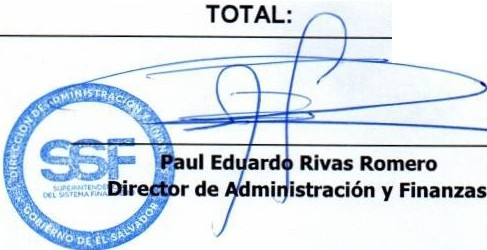 TOTAL:
DIRECCIÓN DE ADMINISTRACIÓN Y FINANZAS
SSF
SUPERINTENDENCIA
DEL SISTEMA FINANCIERO
Paul Eduardo Rivas Romero
Director de Administración y Finanzas
GOBIERNO DE EL SALVADOR